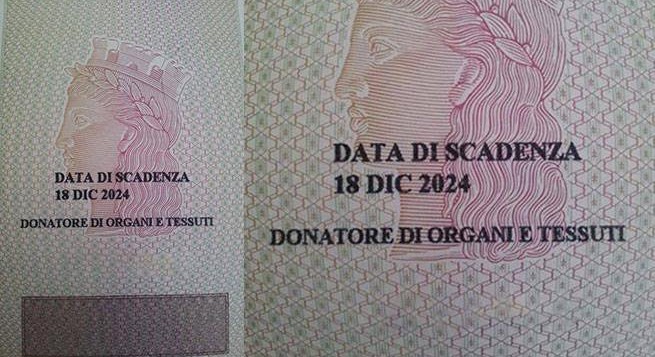 DATA DI SCADENZA
18 DIC 2024
DONATORE DI ORGANI E TESSUTI
DATA DI SCADENZA
18 DIC 2024
DONATORE DI ORGANI E TESSUTI